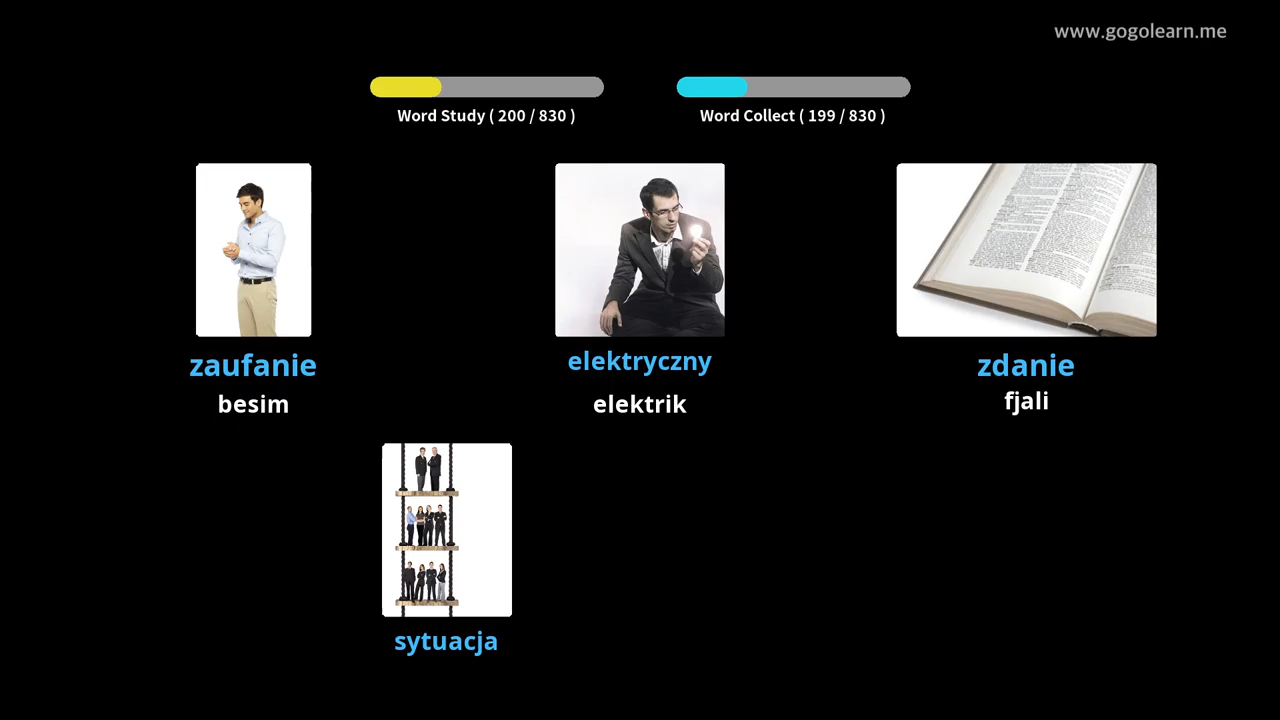 www.gogolearn.me
Word Study ( 200 / 830 )
Word Collect ( 199 / 830 )
zaufanie
besim
elektryczny
elektrik
zdanie
fjali
sytuacja